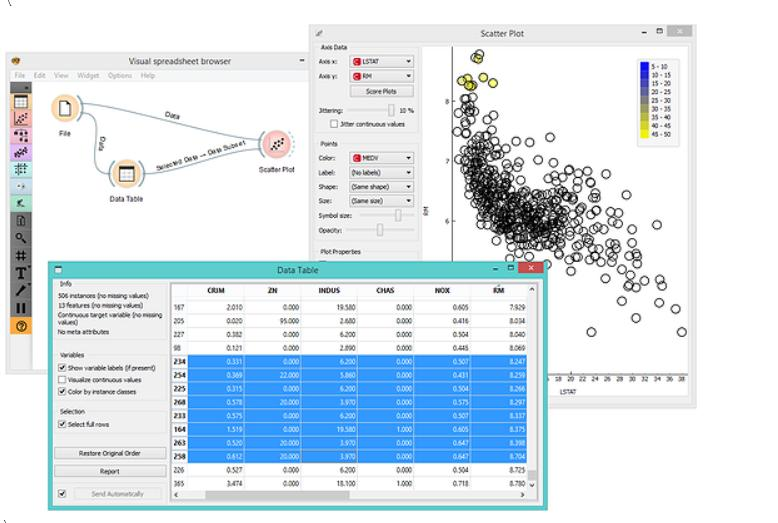 Visual spreadsheet browser
File Edit View Widget Options Help
Data
File
Data
Selected Data → Data Subset
Data Table
Scatter Plot
Scatter Plot
Axis Data
Axis x: LSTAT
Axis y: RM
Score Plots
Jittering: 10 %
Jitter continuous values
Points
Color: MEDV
Label: (No labels)
Shape: (Same shape)
Size: (Same size)
Symbol size:
Opacity:
Plot Properties
5 - 10
10 - 15
15 - 20
20 - 25
25 - 30
30 - 35
35 - 40
40 - 45
45 - 50
8
7
6
RM
16 18 20 22 24 26 28 30 32 34 36 38
LSTAT
Data Table
Info
506 instances (no missing values)
13 features (no missing values)
Continuous target variable (no missing
values)
No meta attributes
Variables
Show variable labels (if present)
Visualize continuous values
Color by instance classes
Selection
Select full rows
Restore Original Order
Report
Send Automatically
CRIM ZN INDUS CHAS NOX RM
167 2.010 0.000 19.580 0.000 0.605 7.929
205 0.020 95.000 2.680 0.000 0.416 8.034
227 0.382 0.000 6.200 0.000 0.504 8.040
98 0.121 0.000 2.890 0.000 0.445 8.069
234 0.331 0.000 6.200 0.000 0.507 8.247
254 0.369 22.000 5.860 0.000 0.431 8.259
225 0.315 0.000 6.200 0.000 0.504 8.266
268 0.578 20.000 3.970 0.000 0.575 8.297
233 0.575 0.000 6.200 0.000 0.507 8.337
164 1.519 0.000 19.580 1.000 0.605 8.375
263 0.520 20.000 3.970 0.000 0.647 8.398
258 0.612 20.000 3.970 0.000 0.647 8.704
226 0.527 0.000 6.200 0.000 0.504 8.725
365 3.474 0.000 18.100 1.000 0.718 8.780